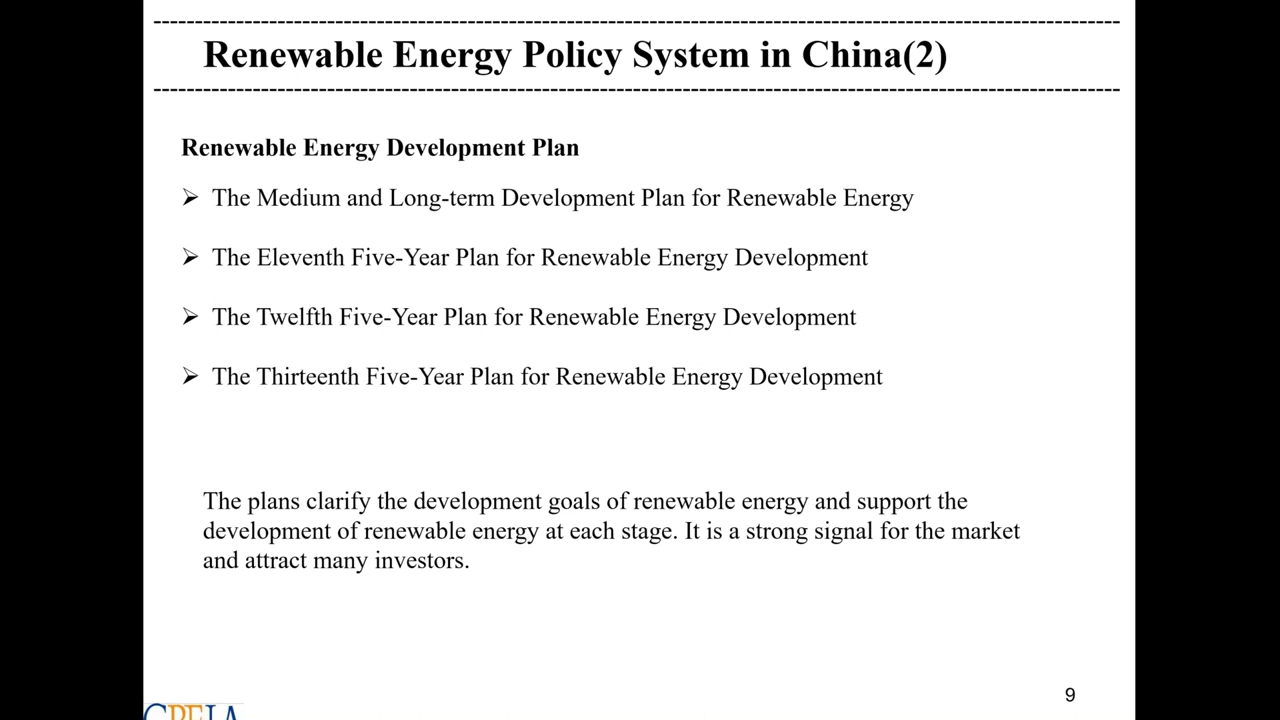 Renewable Energy Policy System in China(2)
Renewable Energy Development Plan
The Medium and Long-term Development Plan for Renewable Energy
The Eleventh Five-Year Plan for Renewable Energy Development
The Twelfth Five-Year Plan for Renewable Energy Development
The Thirteenth Five-Year Plan for Renewable Energy Development
The plans clarify the development goals of renewable energy and support the
development of renewable energy at each stage. It is a strong signal for the market
and attract many investors.
9